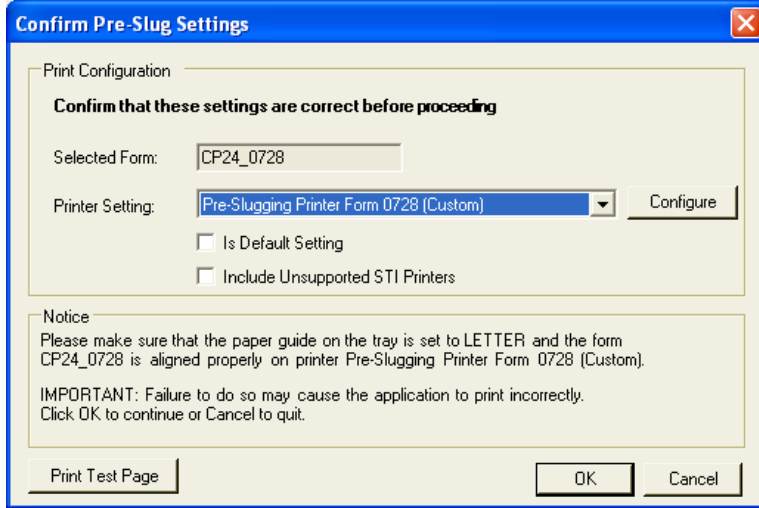 Confirm Pre-Slug Settings
Print Configuration
Confirm that these settings are correct before proceeding
Selected Form: CP24_0728
Printer Setting: Pre-Slugging Printer Form 0728 (Custom) Configure
Is Default Setting
Include Unsupported STI Printers
Notice
Please make sure that the paper guide on the tray is set to LETTER and the form
CP24_0728 is aligned properly on printer Pre-Slugging Printer Form 0728 (Custom).
IMPORTANT: Failure to do so may cause the application to print incorrectly.
Click OK to continue or Cancel to quit.
Print Test Page OK Cancel